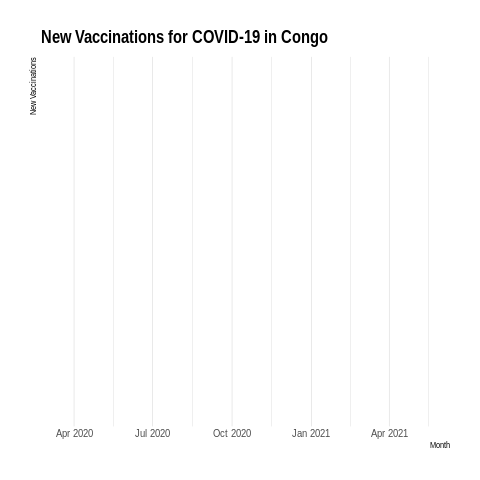 New Vaccinations for COVID-19 in Congo
New Vaccinations
Apr 2020 Jul 2020 Oct 2020 Jan 2021 Apr 2021
Month